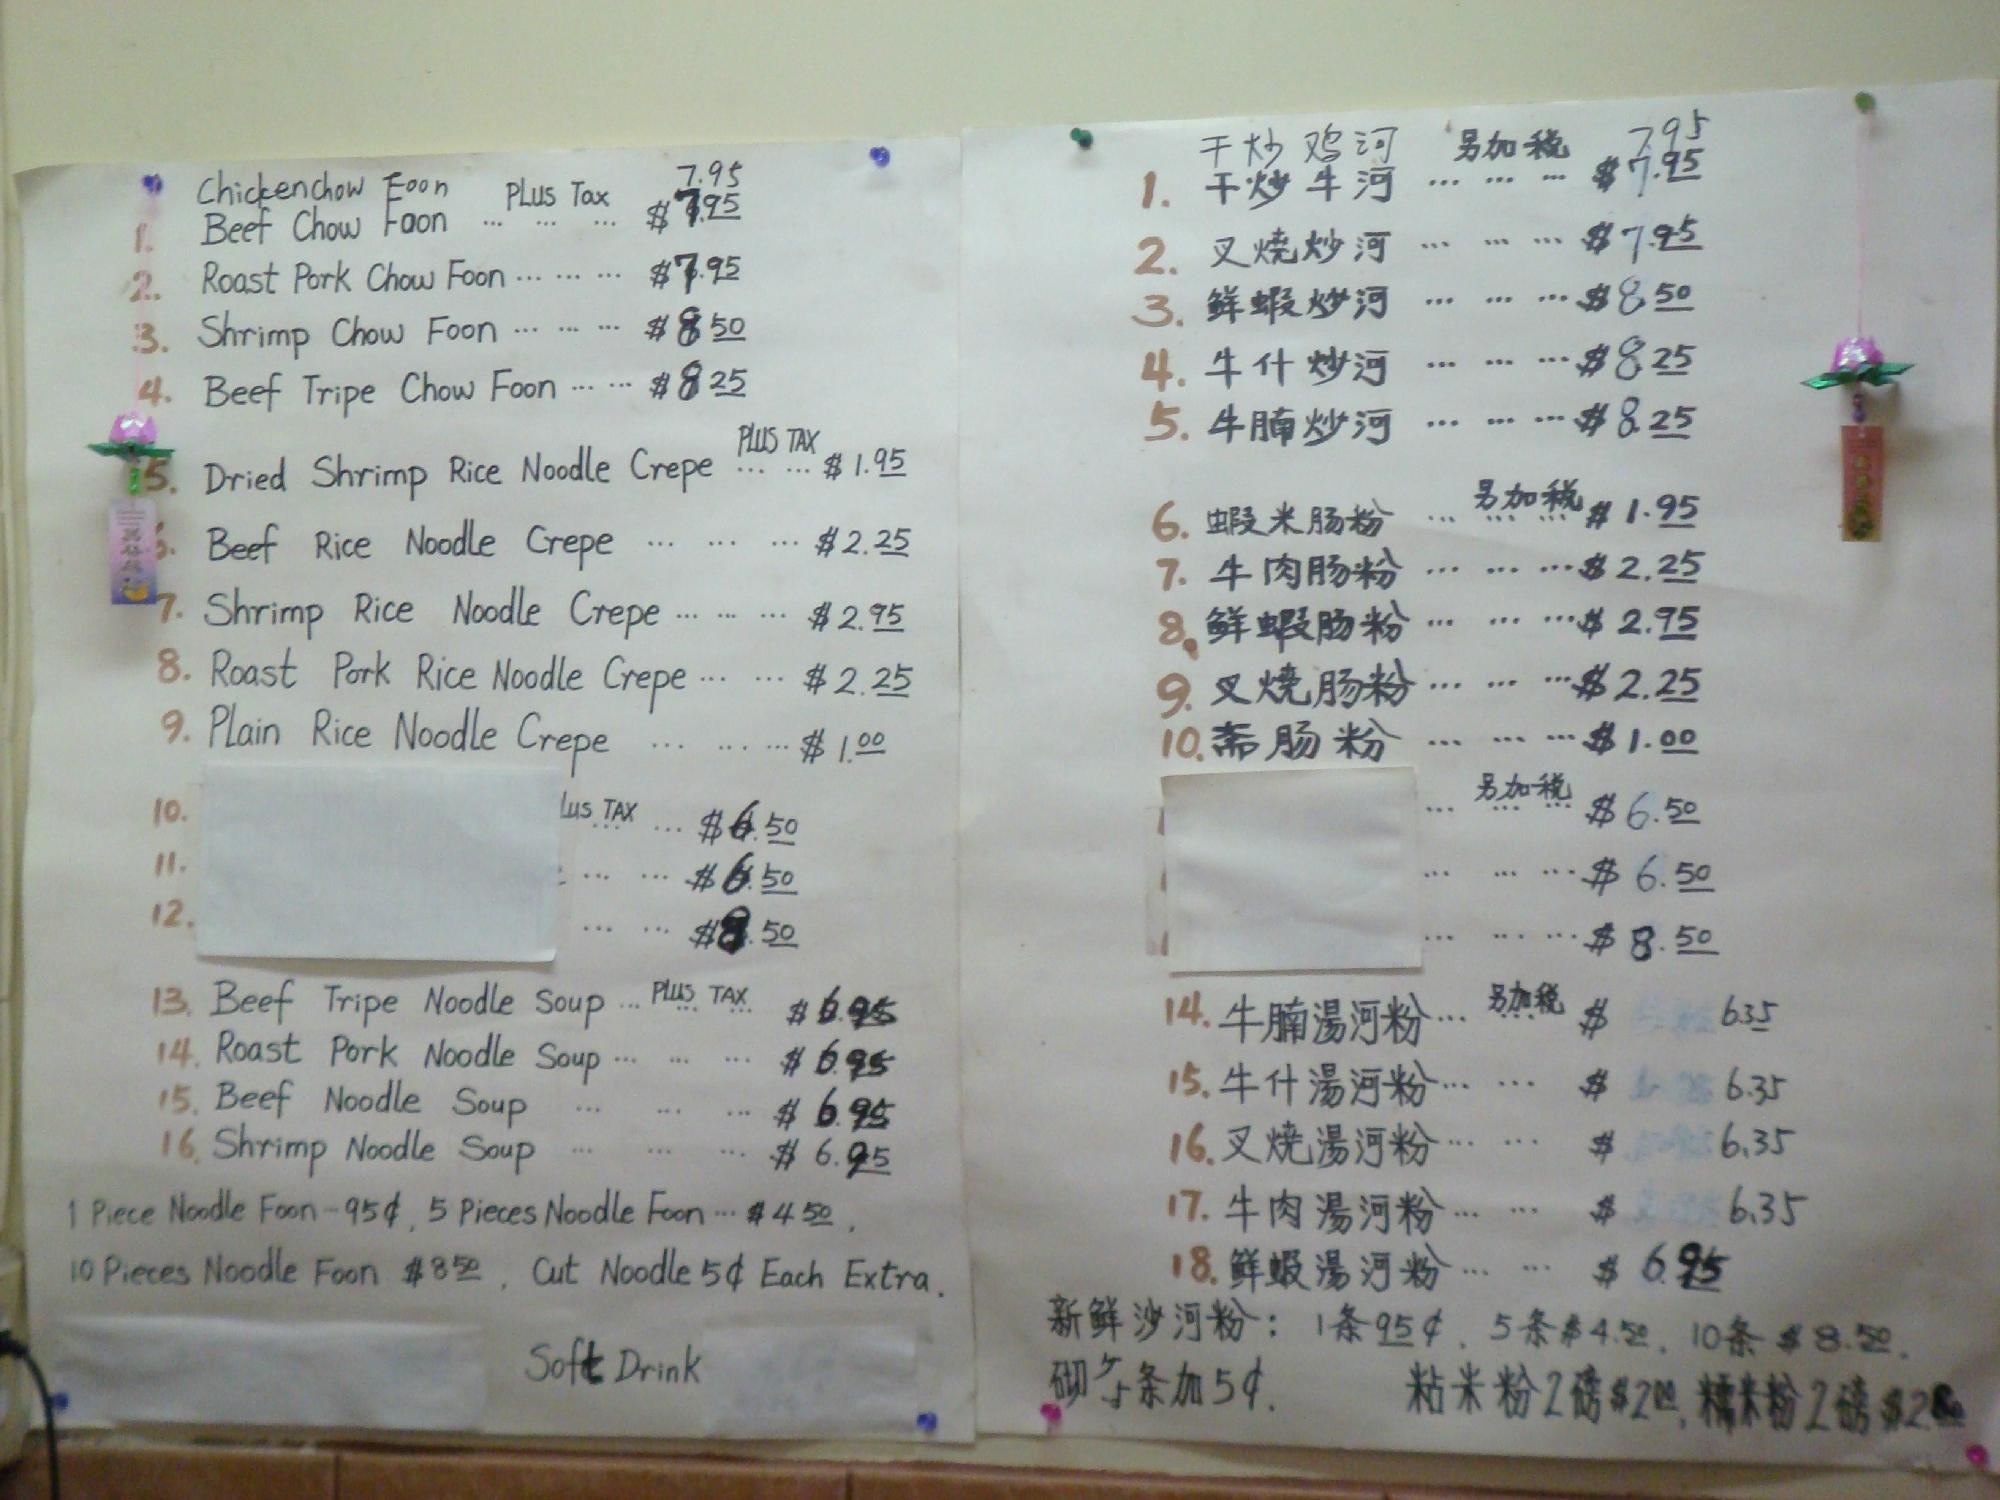 Chicken chow Foon 7.95
1. Beef Chow Foon ... PLUS Tax ... ... $7.95
2. Roast Pork Chow Foon ... ... ... $7.95
3. Shrimp Chow Foon ... ... ... $8.50
4. Beef Tripe Chow Foon ... ... $8.25
PLUS TAX
5. Dried Shrimp Rice Noodle Crepe ... ... $1.95
Beef Rice Noodle Crepe ... ... ... $2.25
7. Shrimp Rice Noodle Crepe ... ... ... $2.95
8. Roast Pork Rice Noodle Crepe ... ... $2.25
9. Plain Rice Noodle Crepe ... ... ... $1.00
10. lus TAX ... ... $6.50
11. ... ... $6.50
12. ... ... $8.50
13. Beef Tripe Noodle Soup ... PLUS TAX ... $6.95
14. Roast Pork Noodle Soup ... ... ... $6.95
15. Beef Noodle Soup ... ... ... $6.95
16. Shrimp Noodle Soup ... ... ... $6.95
1 Piece Noodle Foon - 95¢, 5 Pieces Noodle Foon ... $4.50,
10 Pieces Noodle Foon $8.50, Cut Noodle 5¢ Each Extra.
Soft Drink
干炒鸡河 另加税 7.95
1. 干炒牛河 ... ... ... $7.95
2. 叉燒炒河 ... ... ... $7.95
3. 鲜蝦炒河 ... ... ... $8.50
4. 牛什炒河 ... ... ... $8.25
5. 牛腩炒河 ... ... ... $8.25
另加税
6. 蝦米肠粉 ... ... ... $1.95
7. 牛肉肠粉 ... ... ... $2.25
8. 鲜蝦肠粉 ... ... ... $2.95
9. 叉燒肠粉 ... ... ... $2.25
10. 斋肠粉 ... ... ... $1.00
... 另加税 ... ... $6.50
... ... ... $6.50
... ... ... $8.50
14. 牛腩湯河粉 ... 另加税 ... $ 6.35
15. 牛什湯河粉 ... ... $ 6.35
16. 叉燒湯河粉 ... ... $ 6.35
17. 牛肉湯河粉 ... ... $ 6.35
18. 鲜蝦湯河粉 ... ... $ 6.95
新鲜沙河粉: 1条95¢, 5条$4.50, 10条$8.50,
条加5¢. 粘米粉2磅$2.00, 糯米粉2磅